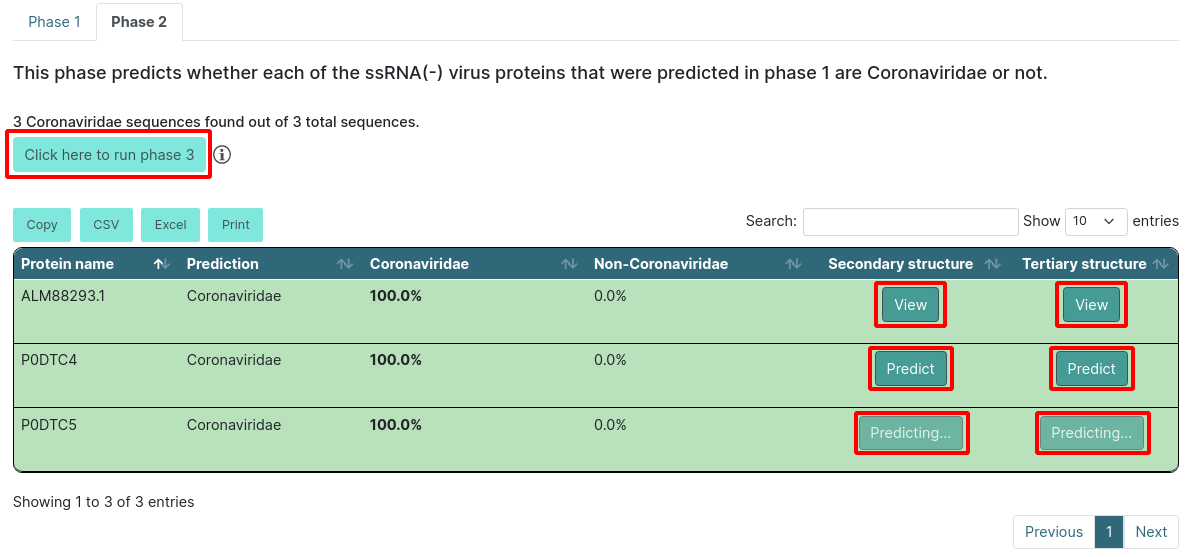 Phase 1 Phase 2
This phase predicts whether each of the ssRNA(-) virus proteins that were predicted in phase 1 are Coronaviridae or not.
3 Coronaviridae sequences found out of 3 total sequences.
Click here to run phase 3
Copy CSV Excel Print Search: Show 10 entries
Protein name Prediction Coronaviridae Non-Coronaviridae Secondary structure Tertiary structure
ALM88293.1 Coronaviridae 100.0% 0.0% View View
P0DTC4 Coronaviridae 100.0% 0.0% Predict Predict
P0DTC5 Coronaviridae 100.0% 0.0% Predicting... Predicting...
Showing 1 to 3 of 3 entries
Previous 1 Next